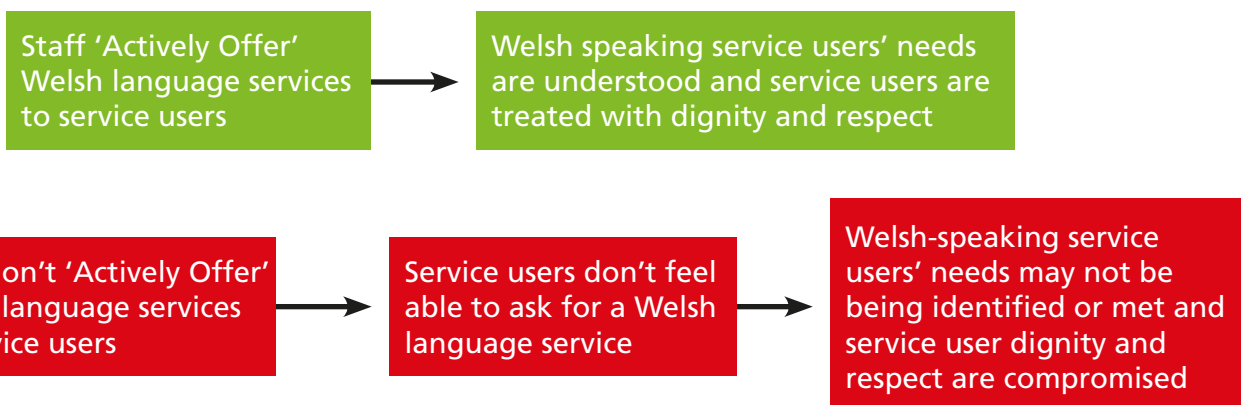 Staff ‘Actively Offer’
Welsh language services
to service users
Welsh speaking service users’ needs
are understood and service users are
treated with dignity and respect
on’t ‘Actively Offer’
language services
vice users
Service users don’t feel
able to ask for a Welsh
language service
Welsh-speaking service
users’ needs may not be
being identified or met and
service user dignity and
respect are compromised